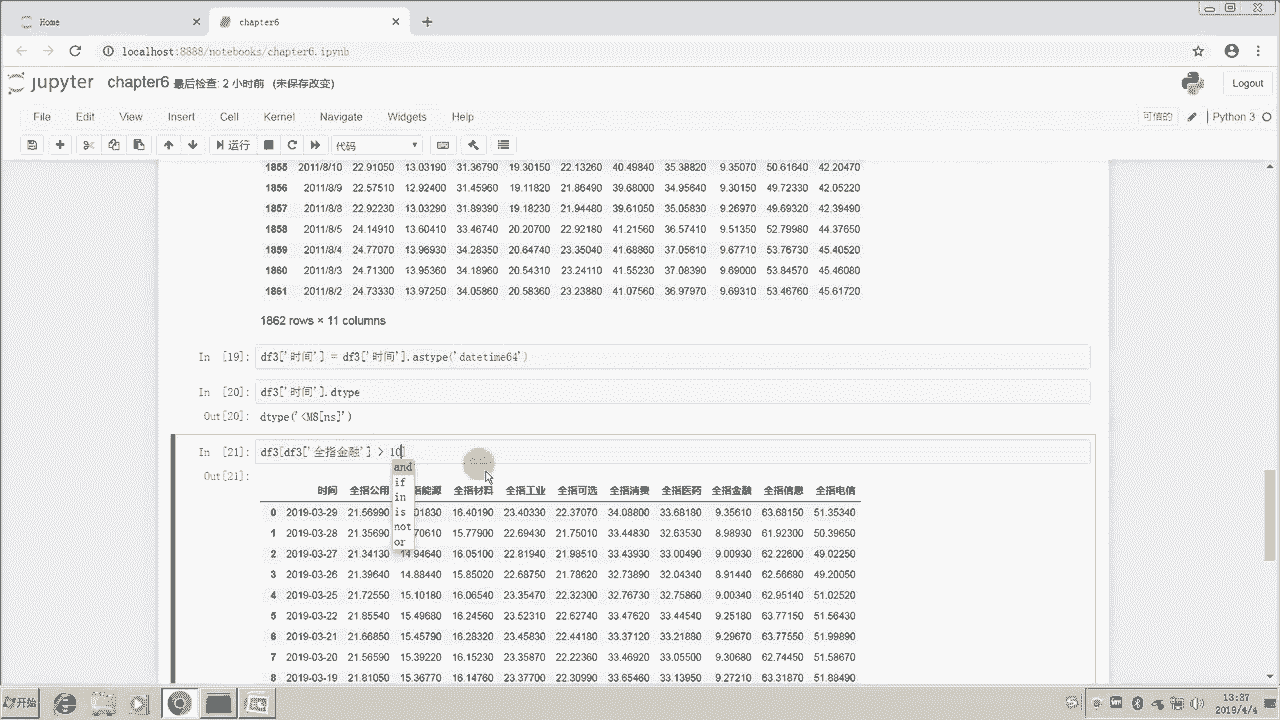 Home
chapter6
localhost:8888/notebooks/chapter6.ipynb
jupyter chapter6 最后检查: 2 小时前 (未保存改变)
Logout
File Edit View Insert Cell Kernel Navigate Widgets Help
可信的 Python 3
运行 代码
1855 2011/8/10 22.91050 13.03190 31.36790 19.30150 22.13260 40.49840 35.38820 9.35070 50.61640 42.20470
1856 2011/8/9 22.57510 12.92400 31.45960 19.11820 21.86490 39.68000 34.95640 9.30150 49.72330 42.05220
1857 2011/8/8 22.92230 13.03290 31.89390 19.18230 21.94480 39.61050 35.05830 9.26970 49.69320 42.39490
1858 2011/8/5 24.14910 13.60410 33.46740 20.20700 22.92180 41.21560 36.57410 9.51350 52.79980 44.37650
1859 2011/8/4 24.77070 13.96930 34.28350 20.64740 23.35040 41.68860 37.05610 9.67710 53.76730 45.40520
1860 2011/8/3 24.71300 13.95360 34.18960 20.54310 23.24110 41.55230 37.08390 9.69000 53.84570 45.46080
1861 2011/8/2 24.73330 13.97250 34.05860 20.58360 23.23880 41.07560 36.97970 9.69310 53.46760 45.61720
1862 rows × 11 columns
In [19]: df3['时间'] = df3['时间'].astype('datetime64')
In [20]: df3['时间'].dtype
Out[20]: dtype('<M8[ns]')
In [21]: df3[df3['全指金融'] > 10
and
if
in
is
not
or
Out[21]:
时间 全指公用 指能源 全指材料 全指工业 全指可选 全指消费 全指医药 全指金融 全指信息 全指电信
0 2019-03-29 21.56990 01830 16.40190 23.40330 22.37070 34.08800 33.68180 9.35610 63.68150 51.35340
1 2019-03-28 21.35690 70610 15.77900 22.69430 21.75010 33.44830 32.63530 8.98930 61.92300 50.39650
2 2019-03-27 21.34130 14.94640 16.05100 22.81940 21.98510 33.43930 33.00490 9.00930 62.22600 49.02250
3 2019-03-26 21.39640 14.88440 15.85020 22.68750 21.78620 32.73890 32.04340 8.91440 62.56680 49.20050
4 2019-03-25 21.72550 15.10180 16.06540 23.35470 22.32300 32.76730 32.75860 9.00340 62.95140 51.02520
5 2019-03-22 21.85540 15.49680 16.24560 23.52310 22.62740 33.47620 33.44540 9.25180 63.77150 51.56430
6 2019-03-21 21.66850 15.45790 16.28320 23.45830 22.44180 33.37120 33.21880 9.29670 63.77550 51.99890
7 2019-03-20 21.56590 15.39220 16.15230 23.35870 22.22360 33.46920 33.05500 9.30680 62.74450 51.58670
8 2019-03-19 21.81050 15.36770 16.14760 23.37700 22.30990 33.65460 33.13950 9.27210 63.31870 51.88490
开始
13:27
2019/4/4